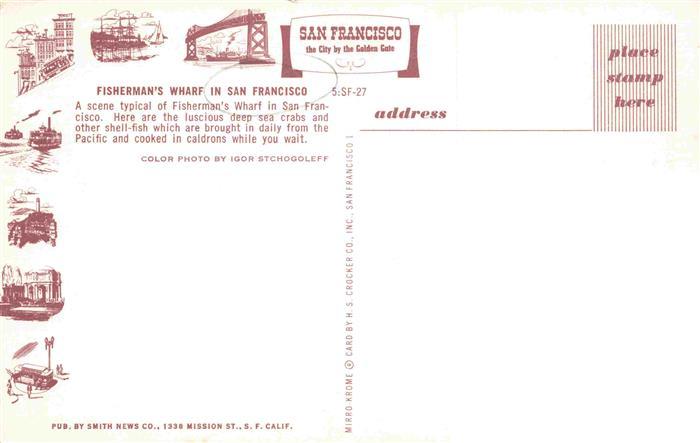 SAN FRANCISCO
the City by the Golden Gate
place
stamp
here
FISHERMAN'S WHARF IN SAN FRANCISCO 5:SF-27
A scene typical of Fisherman's Wharf in San Fran-
cisco. Here are the luscious deep sea crabs and
other shell-fish which are brought in daily from the
Pacific and cooked in caldrons while you wait.
COLOR PHOTO BY IGOR STCHOGOLEFF
address
MIRRO-KROME ® CARD BY H. S. CROCKER CO., INC., SAN FRANCISCO 1
PUB. BY SMITH NEWS CO., 1338 MISSION ST., S. F. CALIF.